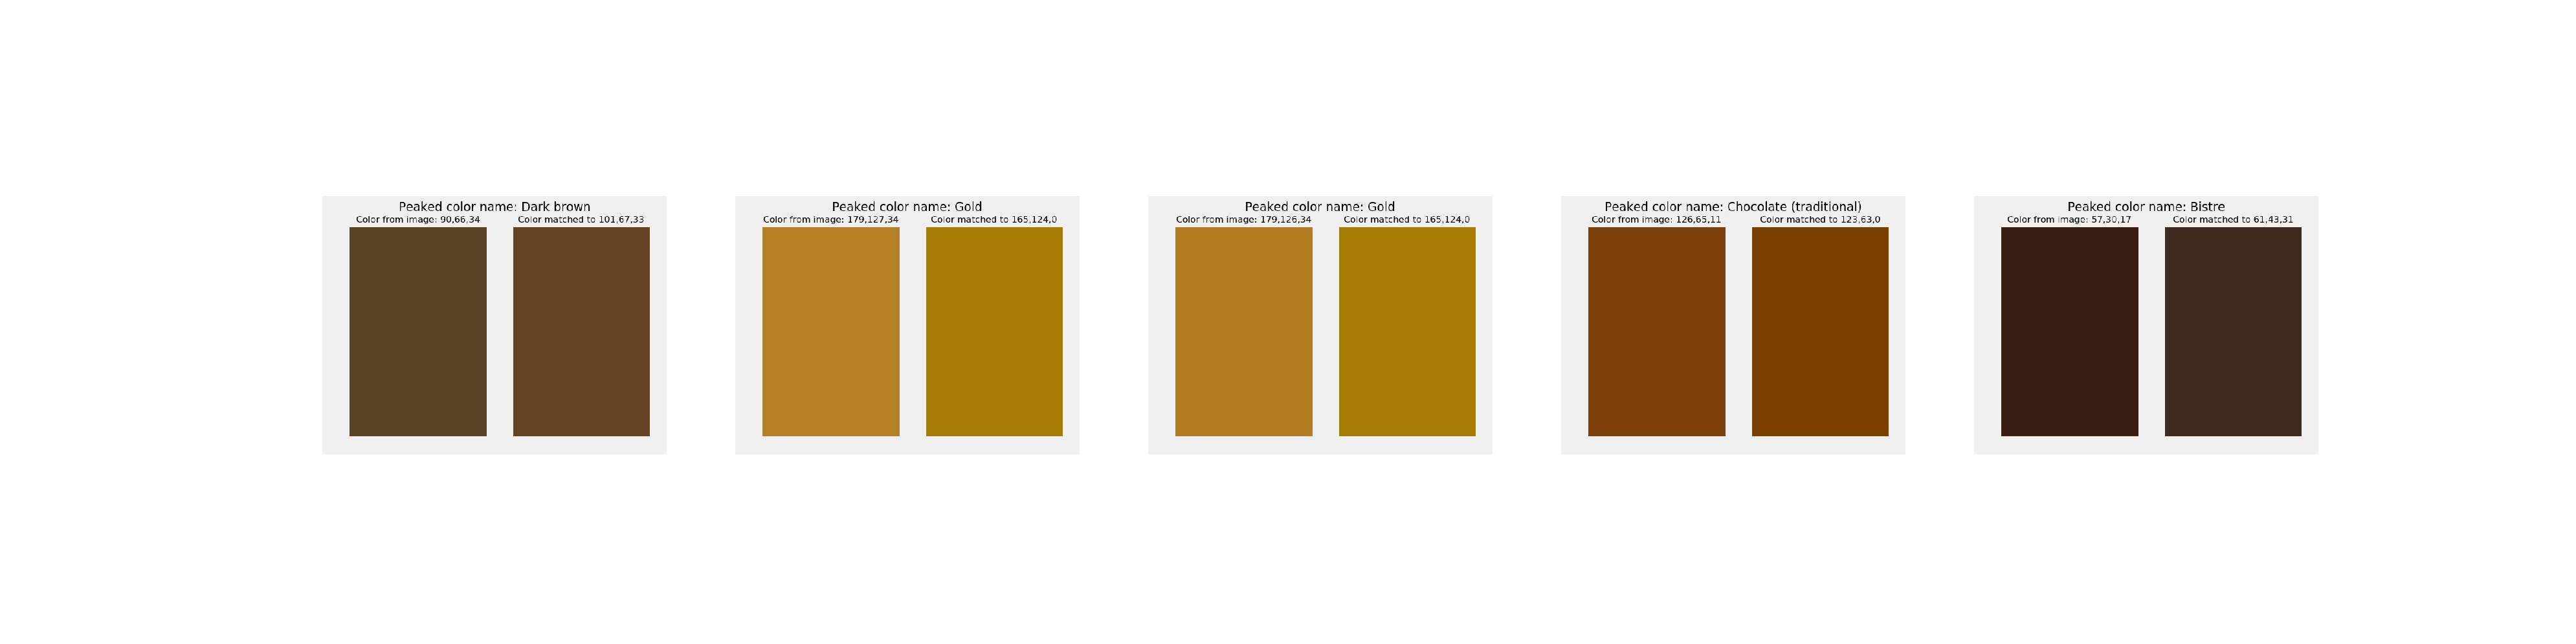 Peaked color name: Dark brown
Color from image: 90,66,34
Color matched to 101,67,33
Peaked color name: Gold
Color from image: 179,127,34
Color matched to 165,124,0
Peaked color name: Gold
Color from image: 179,126,34
Color matched to 165,124,0
Peaked color name: Chocolate (traditional)
Color from image: 126,65,11
Color matched to 123,63,0
Peaked color name: Bistre
Color from image: 57,30,17
Color matched to 61,43,31